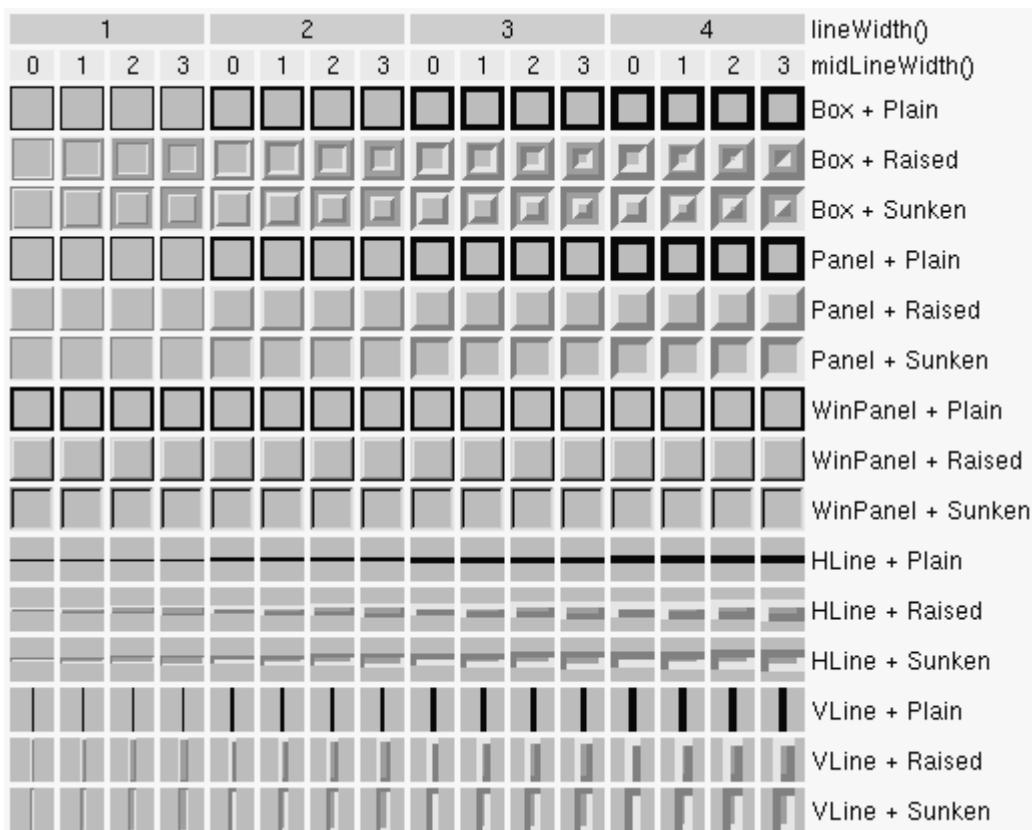 1 2 3 4 lineWidth()
0 1 2 3 0 1 2 3 0 1 2 3 0 1 2 3 midLineWidth()
Box + Plain
Box + Raised
Box + Sunken
Panel + Plain
Panel + Raised
Panel + Sunken
WinPanel + Plain
WinPanel + Raised
WinPanel + Sunken
HLine + Plain
HLine + Raised
HLine + Sunken
VLine + Plain
VLine + Raised
VLine + Sunken